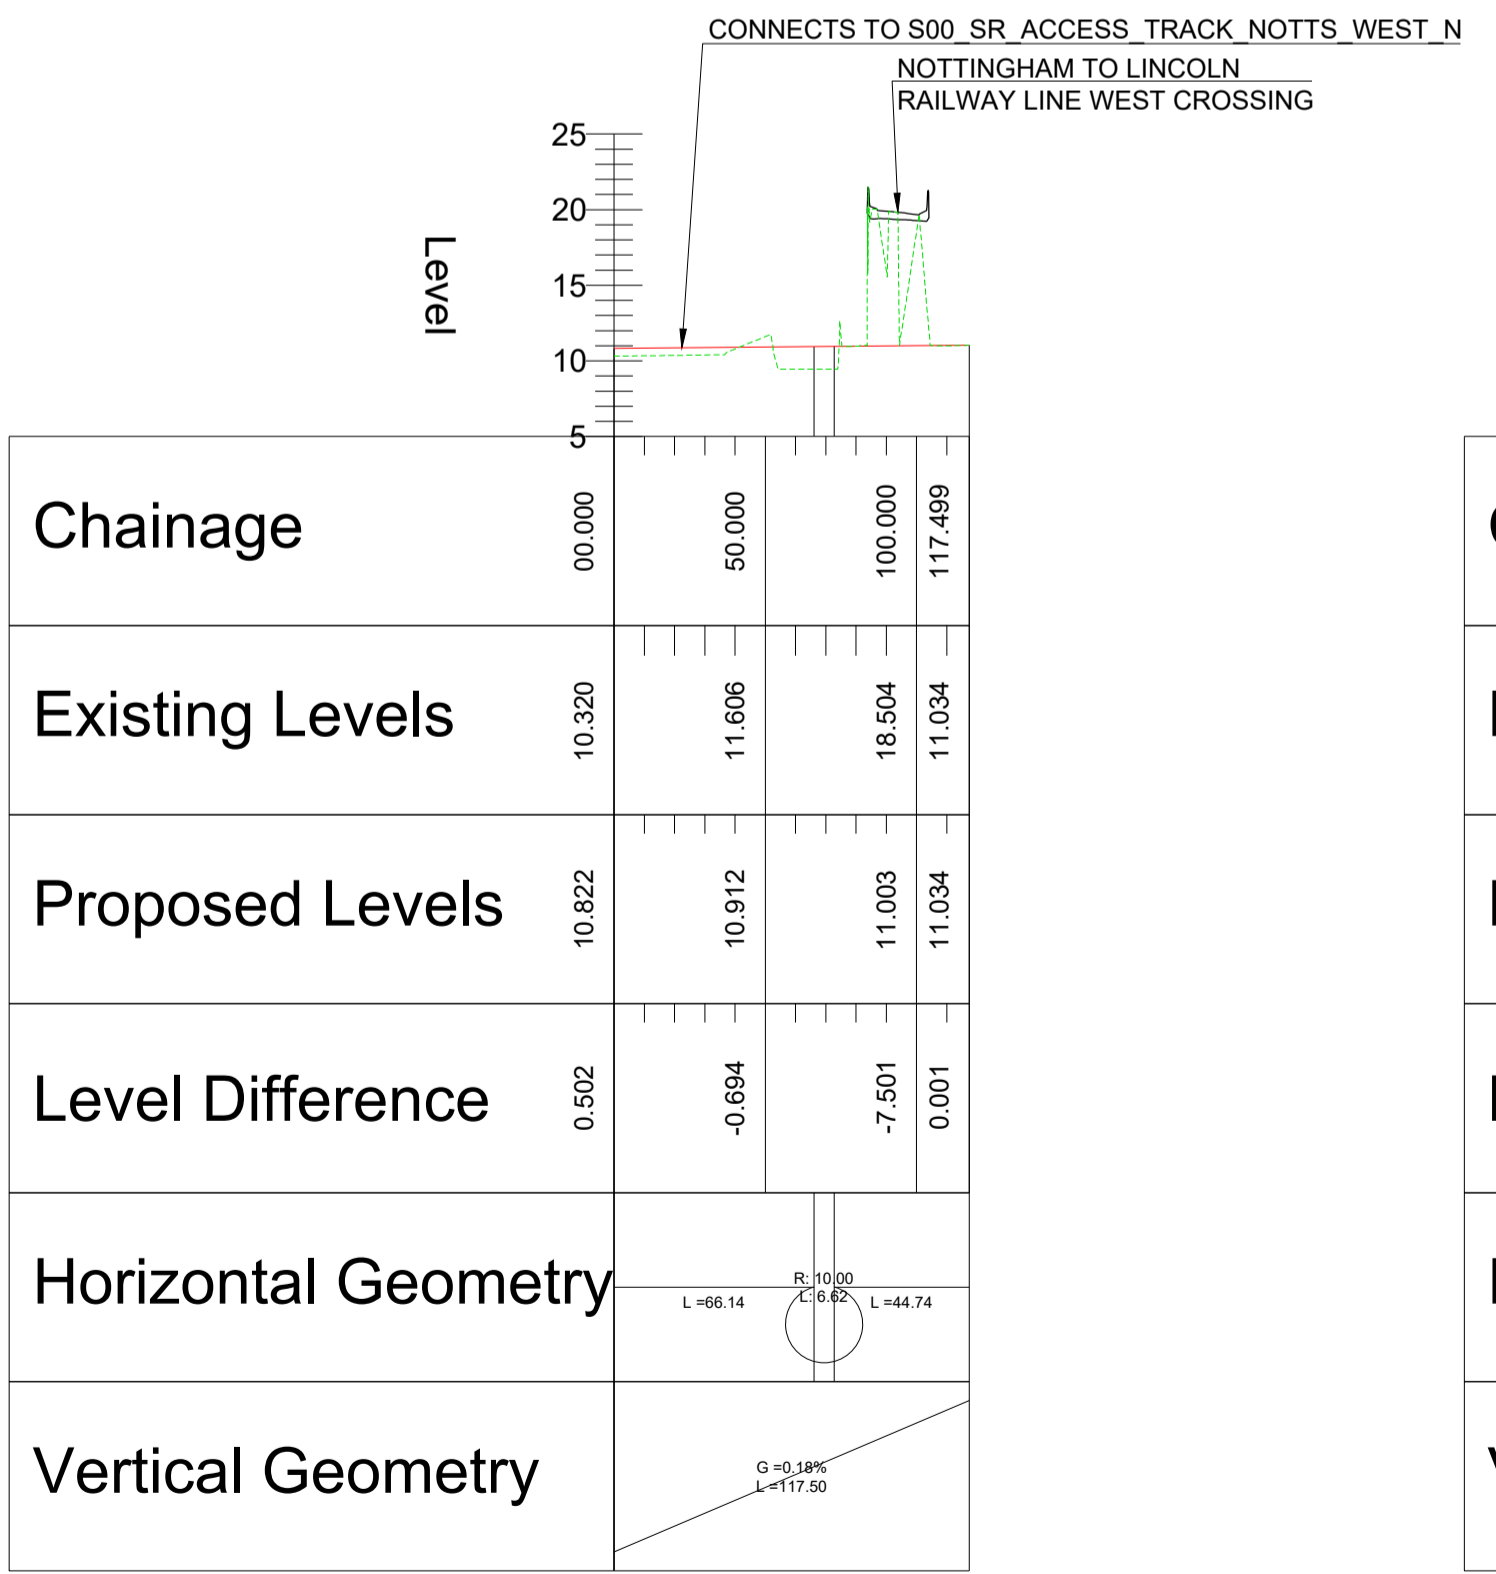 CONNECTS TO S00_SR_ACCESS_TRACK_NOTTS_WEST_N
NOTTINGHAM TO LINCOLN
RAILWAY LINE WEST CROSSING
Level
25
20
15
10
5
Chainage 00.000 50.000 100.000 117.499
Existing Levels 10.320 11.606 18.504 11.034
Proposed Levels 10.822 10.912 11.003 11.034
Level Difference 0.502 -0.694 -7.501 0.001
Horizontal Geometry
R: 10.00
L =66.14 L: 6.62 L =44.74
Vertical Geometry
G =0.18%
L =117.50